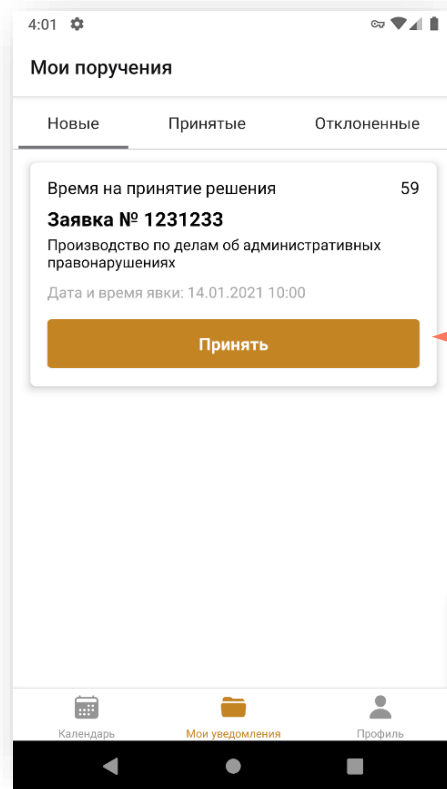 4:01
Мои поручения
Новые Принятые Отклоненные
Время на принятие решения 59
Заявка № 1231233
Производство по делам об административных
правонарушениях
Дата и время явки: 14.01.2021 10:00
Принять
Календарь Мои уведомления Профиль